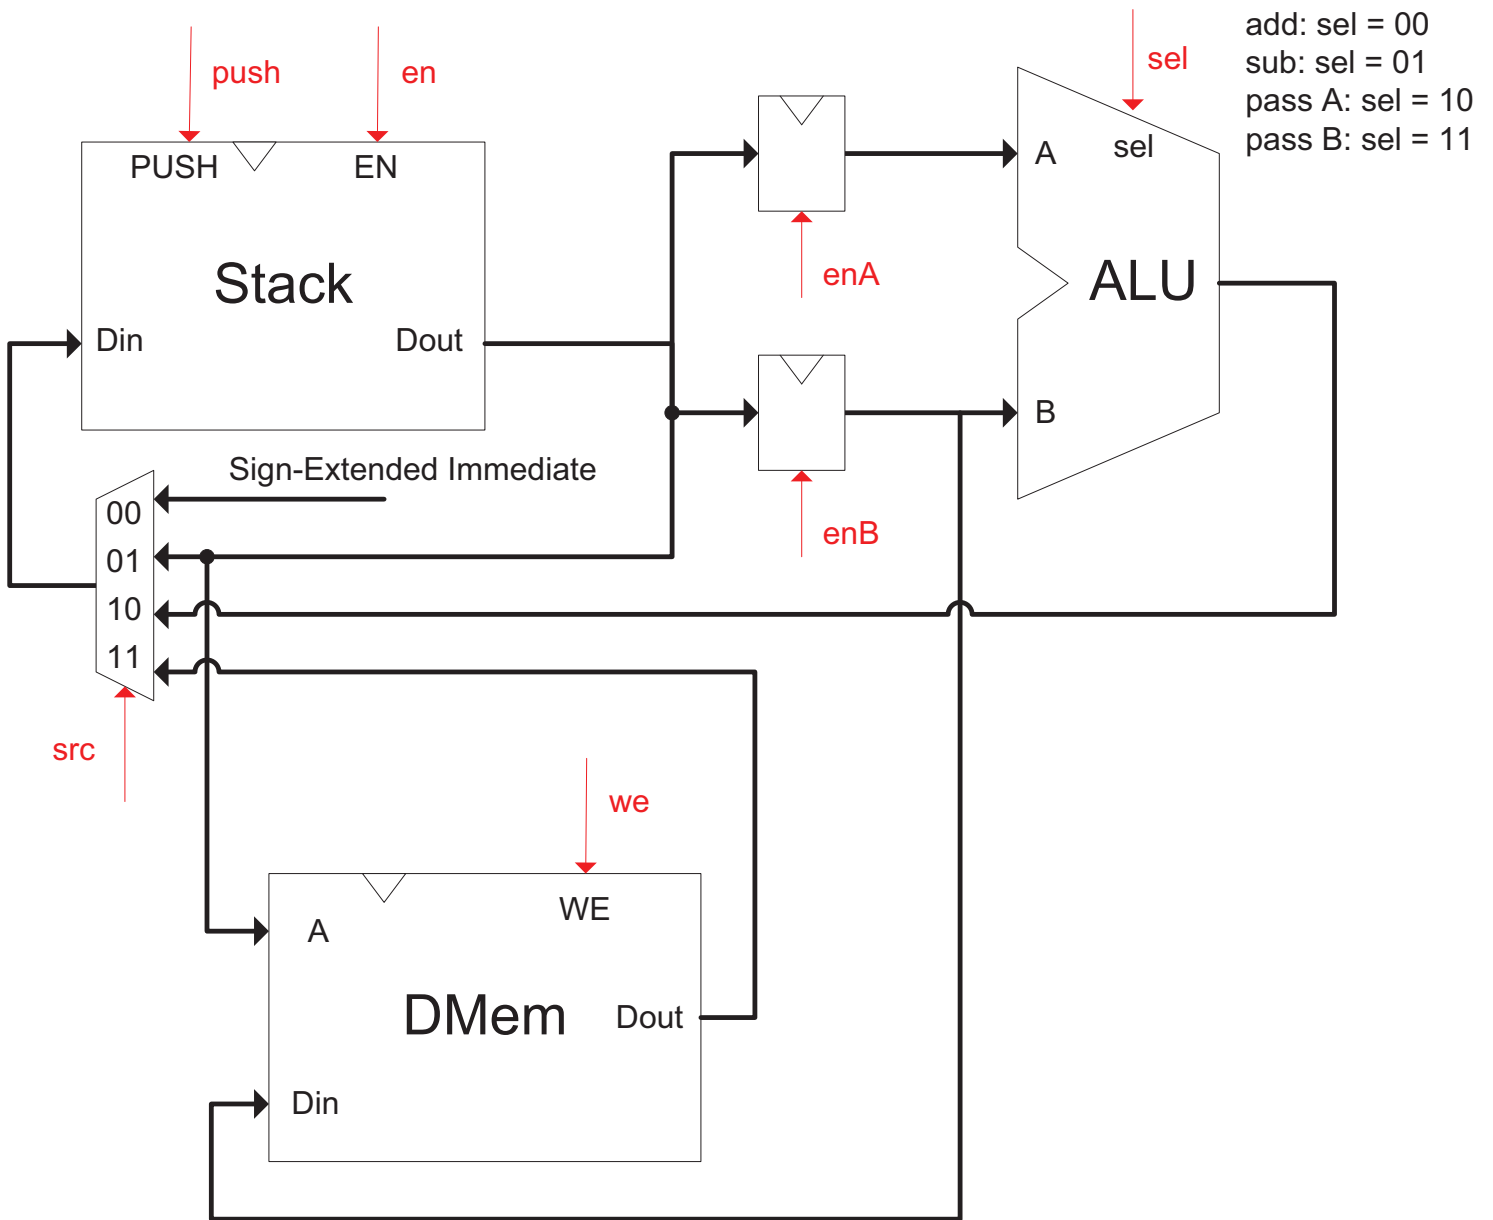 add: sel = 00
sub: sel = 01
pass A: sel = 10
pass B: sel = 11
push
en
sel
PUSH
EN
sel
A
Stack
enA
ALU
Din
Dout
B
Sign-Extended Immediate
00
01
10
11
enB
src
we
WE
A
DMem
Dout
Din